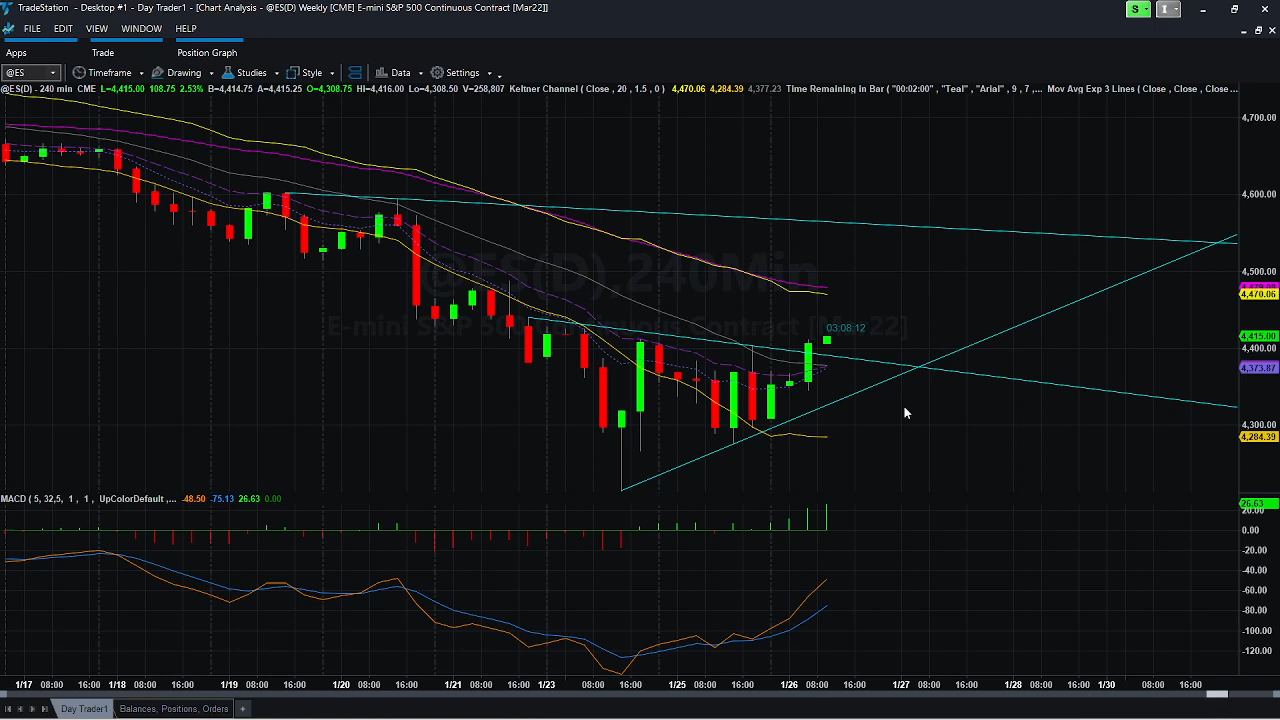 TradeStation - Desktop #1 - Day Trader1 - [Chart Analysis - @ES(D) Weekly [CME] E-mini S&P 500 Continuous Contract [Mar22]]
S I
FILE EDIT VIEW WINDOW HELP
Apps Trade Position Graph
@ES Timeframe Drawing Studies Style Data Settings
@ES(D) - 240 min CME L=4,415.00 108.75 2.53% B=4,414.75 A=4,415.25 O=4,308.75 Hi=4,416.00 Lo=4,308.50 V=258,807 Keltner Channel ( Close , 20 , 1.5 , 0 ) 4,470.06 4,284.39 4,377.23 Time Remaining in Bar ( "00:02:00" , "Teal" , "Arial" , 9 , 7 ,... Mov Avg Exp 3 Lines ( Close , Close , Close ...
4,700.00
4,600.00
4,500.00
@ES(D),240Min
4,470.06
E-mini S&P 500 Continuous Contract [Mar22]
03:08:12
4,415.00
4,400.00
4,373.87
4,284.39
4,300.00
MACD ( 5, 32,5, 1 , 1 , UpColorDefault ,... -48.50 -75.13 26.63 0.00
26.63
20.00
0.00
-20.00
-40.00
-60.00
-80.00
-100.00
-120.00
1/17 08:00 16:00 1/18 08:00 16:00 1/19 08:00 16:00 1/20 08:00 16:00 1/21 08:00 16:00 1/23 08:00 16:00 1/25 08:00 16:00 1/26 08:00 16:00 1/27 08:00 16:00 1/28 08:00 16:00 1/30 08:00 16:00
Day Trader1 Balances, Positions, Orders +